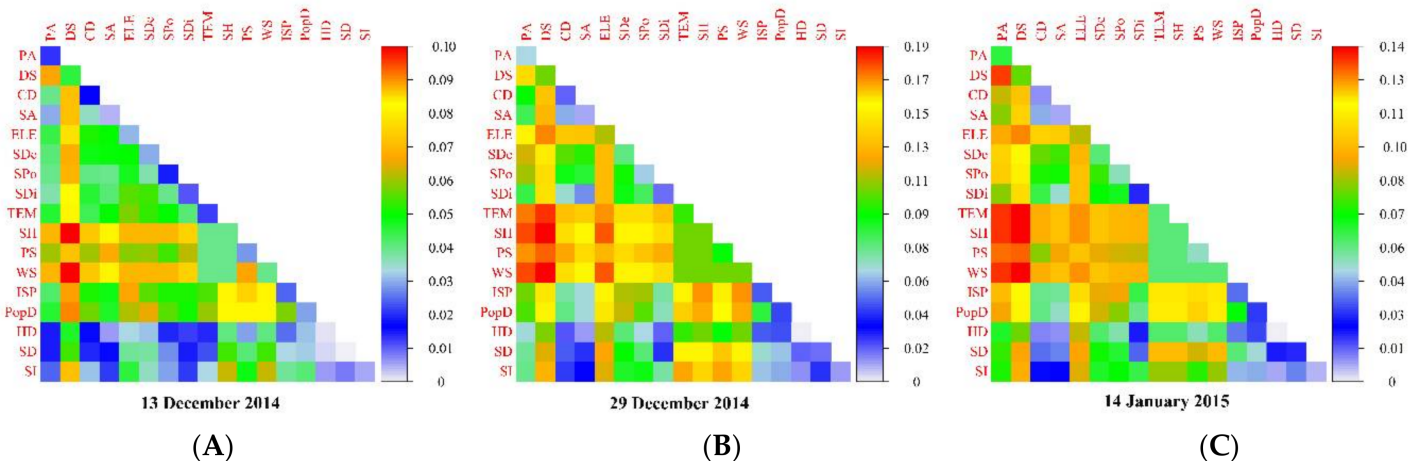 PA DS CD SA ELE SDe SPo SDi TEM SH PS WS ISP PopD HD SD SI
PA
DS
CD
SA
ELE
SDe
SPo
SDi
TEM
SH
PS
WS
ISP
PopD
HD
SD
SI
0.10
0.09
0.08
0.07
0.06
0.05
0.04
0.03
0.02
0.01
0
13 December 2014
(A)
PA DS CD SA ELE SDe SPo SDi TEM SH PS WS ISP PopD HD SD SI
PA
DS
CD
SA
ELE
SDe
SPo
SDi
TEM
SH
PS
WS
ISP
PopD
HD
SD
SI
0.19
0.17
0.15
0.13
0.11
0.10
0.08
0.06
0.04
0.02
0
29 December 2014
(B)
PA DS CD SA ELE SDe SPo SDi TEM SH PS WS ISP PopD HD SD SI
PA
DS
CD
SA
ELE
SDe
SPo
SDi
TEM
SH
PS
WS
ISP
PopD
HD
SD
SI
0.14
0.13
0.11
0.10
0.08
0.07
0.06
0.04
0.03
0.01
0
14 January 2015
(C)